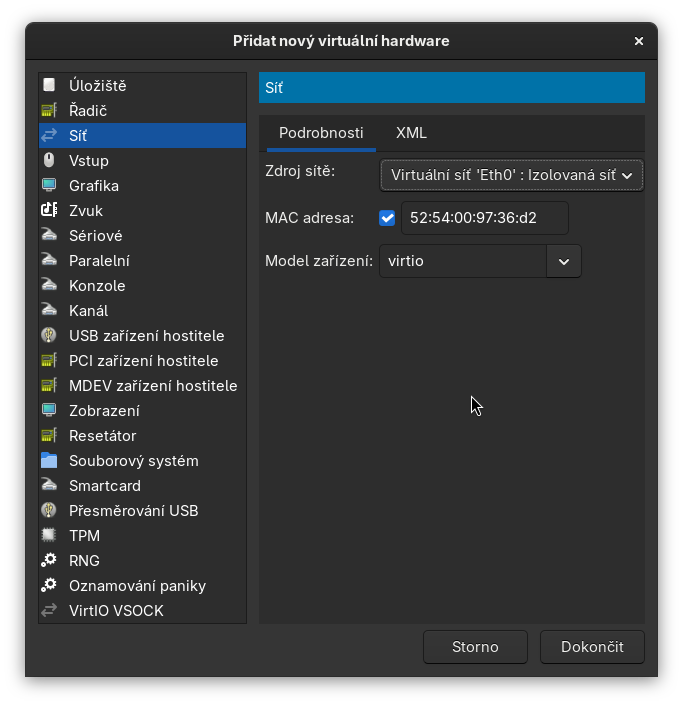 Přidat nový virtuální hardware
Úložiště
Řadič
Síť
Vstup
Grafika
Zvuk
Sériové
Paralelní
Konzole
Kanál
USB zařízení hostitele
PCI zařízení hostitele
MDEV zařízení hostitele
Zobrazení
Resetátor
Souborový systém
Smartcard
Přesměrování USB
TPM
RNG
Oznamování paniky
VirtIO VSOCK
Síť
Podrobnosti XML
Zdroj sítě: Virtuální síť 'Eth0' : Izolovaná síť
MAC adresa: 52:54:00:97:36:d2
Model zařízení: virtio
Storno Dokončit